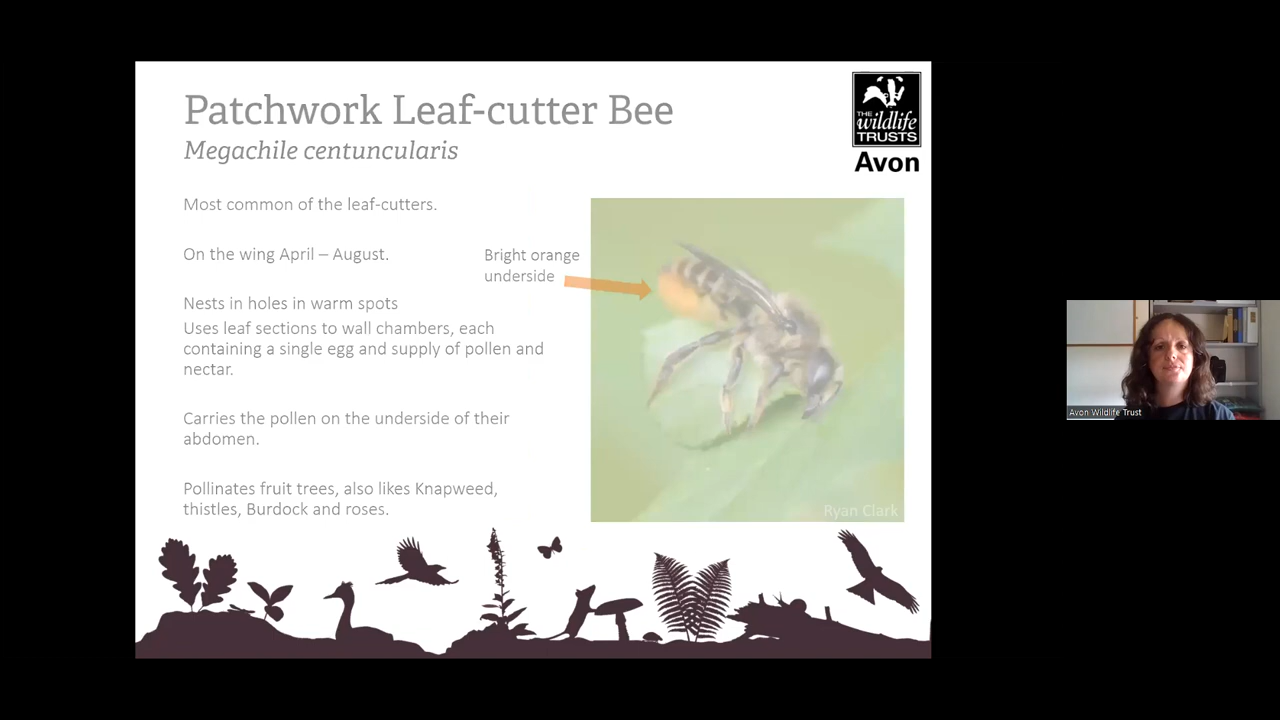 Patchwork Leaf-cutter Bee
Megachile centuncularis
THE
wildlife
TRUSTS
Avon
Most common of the leaf-cutters.
On the wing April – August.
Bright orange
underside
Nests in holes in warm spots
Uses leaf sections to wall chambers, each
containing a single egg and supply of pollen and
nectar.
Carries the pollen on the underside of their
abdomen.
Pollinates fruit trees, also likes Knapweed,
thistles, Burdock and roses.
Ryan Clark
Avon Wildlife Trust